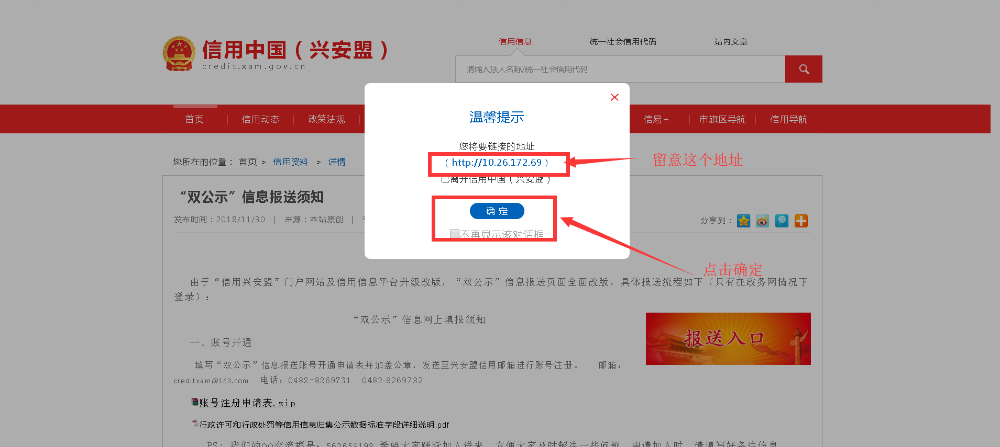 信用信息 统一社会信用代码 站内文章
信用中国（兴安盟）
credit.xam.gov.cn
请输入法人名称/统一社会信用代码
首页 信用动态 政策法规 信易+ 市旗区导航 信用导航
温馨提示
您将要链接的地址
（http://10.26.172.69）
已离开信用中国（兴安盟）
确定
不再显示该对话框
留意这个地址
点击确定
您所在的位置： 首页 > 信用资料 > 详情
“双公示”信息报送须知
发布时间：2018/11/30 | 来源：本站原创 |
分享到：
由于“信用兴安盟”门户网站及信用信息平台升级改版，“双公示”信息报送页面全面改版，具体报送流程如下（只有在政务网情况下
登录）：
“双公示”信息网上填报须知
报送入口
一、账号开通
填写“双公示”信息报送账号开通申请表并加盖公章，发送至兴安盟信用邮箱进行账号注册。 邮箱：
creditxam@163.com 电话：0482-8269731 0482-8269732
账号注册申请表.zip
行政许可和行政处罚等信用信息归集公示数据标准字段详细说明.pdf
PS：我们的QQ交流群是：562659198 希望大家踊跃加入进来，方便大家及时解决一些问题，申请加入时，请填写好备注信息